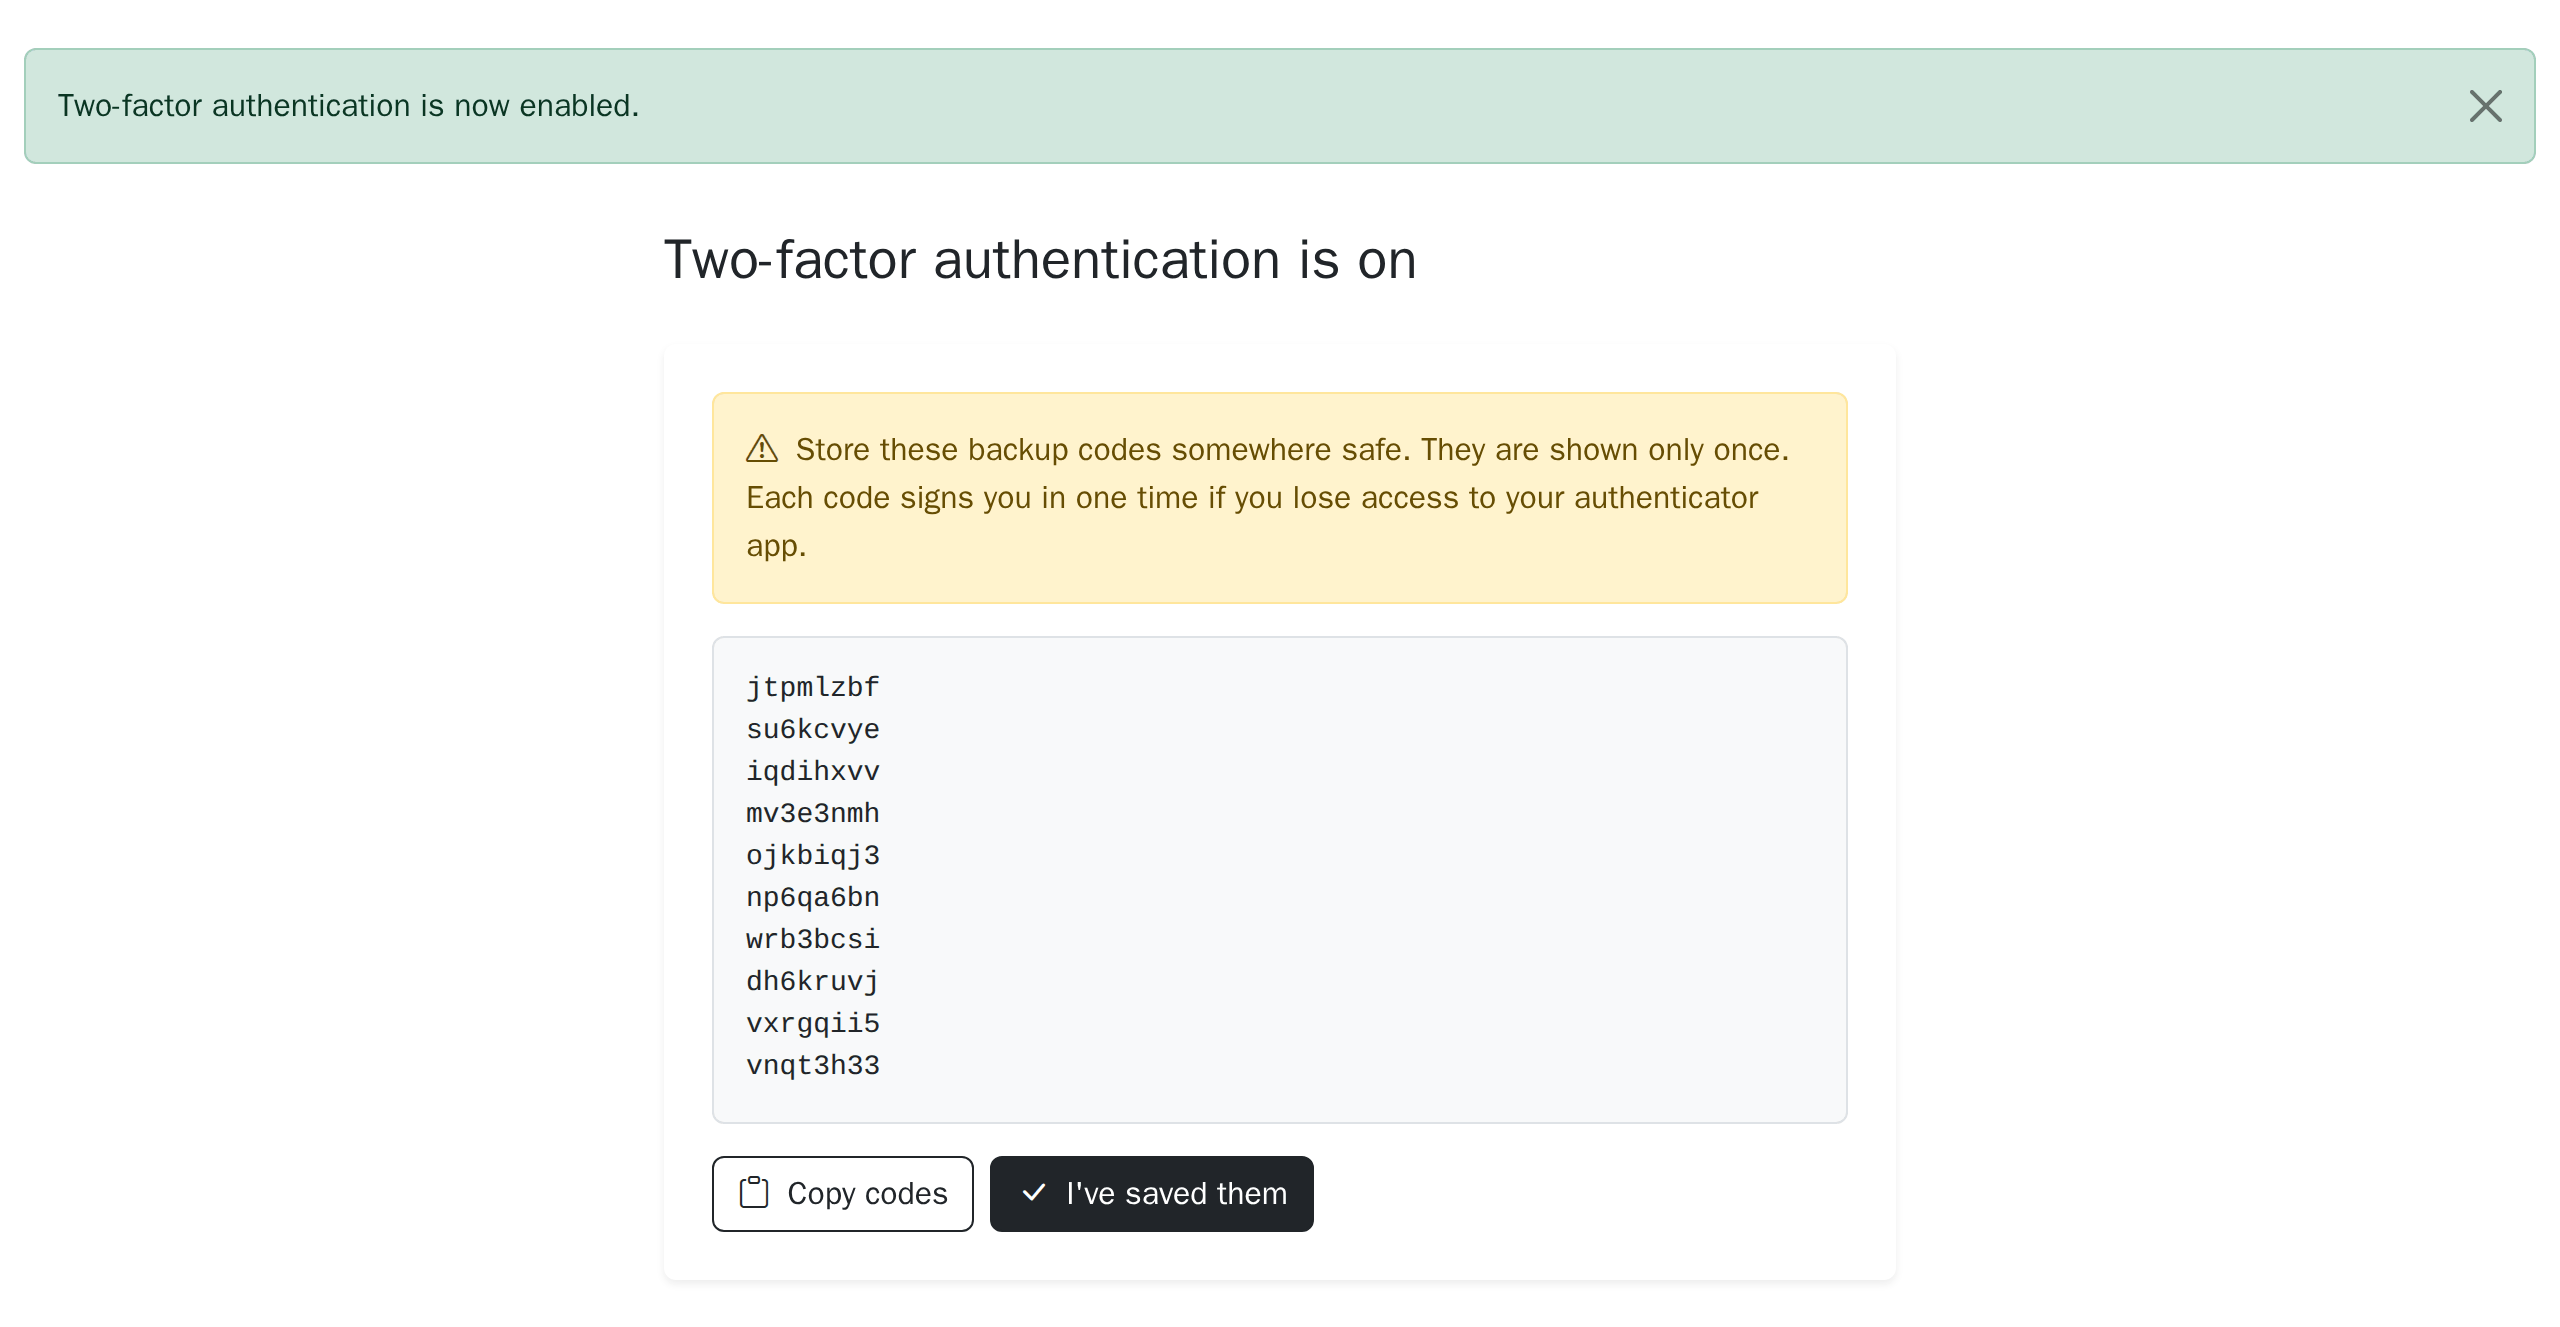 Two-factor authentication is now enabled.
Two-factor authentication is on
Store these backup codes somewhere safe. They are shown only once.
Each code signs you in one time if you lose access to your authenticator
app.
jtpmlzbf
su6kcvye
iqdihxvv
mv3e3nmh
ojkbiqj3
np6qa6bn
wrb3bcsi
dh6kruvj
vxrgqii5
vnqt3h33
Copy codes
I've saved them